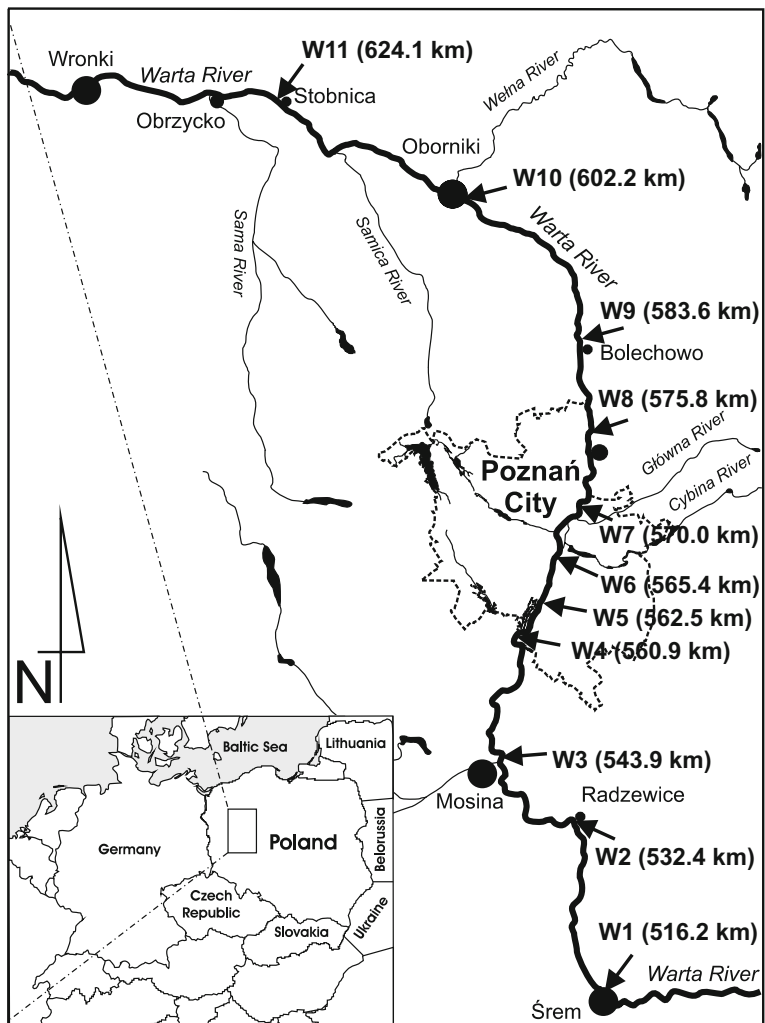 Wronki
Warta River
W11 (624.1 km)
Stobnica
Obrzycko
Wełna River
Oborniki
W10 (602.2 km)
Warta River
Sama River
Samica River
W9 (583.6 km)
Bolechowo
W8 (575.8 km)
Główna River
Cybina River
Poznań
City
W7 (570.0 km)
W6 (565.4 km)
W5 (562.5 km)
W4 (560.9 km)
N
W3 (543.9 km)
Mosina
Radzewice
W2 (532.4 km)
W1 (516.2 km)
Warta River
Śrem
Baltic Sea
Lithuania
Belorussia
Poland
Germany
Czech
Republic
Slovakia
Ukraine